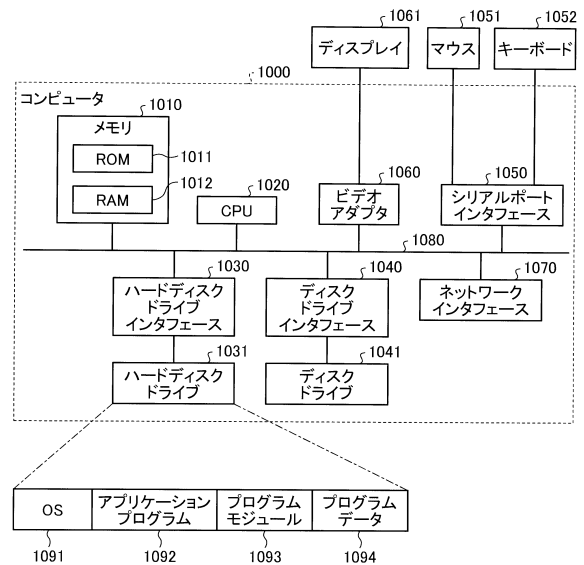 1061
1051
1052
ディスプレイ
マウス
キーボード
1000
コンピュータ
1010
メモリ
ROM
1011
RAM
1012
1020
CPU
1060
ビデオ
アダプタ
1050
シリアルポート
インタフェース
1080
1030
ハードディスク
ドライブ
インタフェース
1040
ディスク
ドライブ
インタフェース
1070
ネットワーク
インタフェース
1031
ハードディスク
ドライブ
1041
ディスク
ドライブ
OS
アプリケーション
プログラム
プログラム
モジュール
プログラム
データ
1091
1092
1093
1094